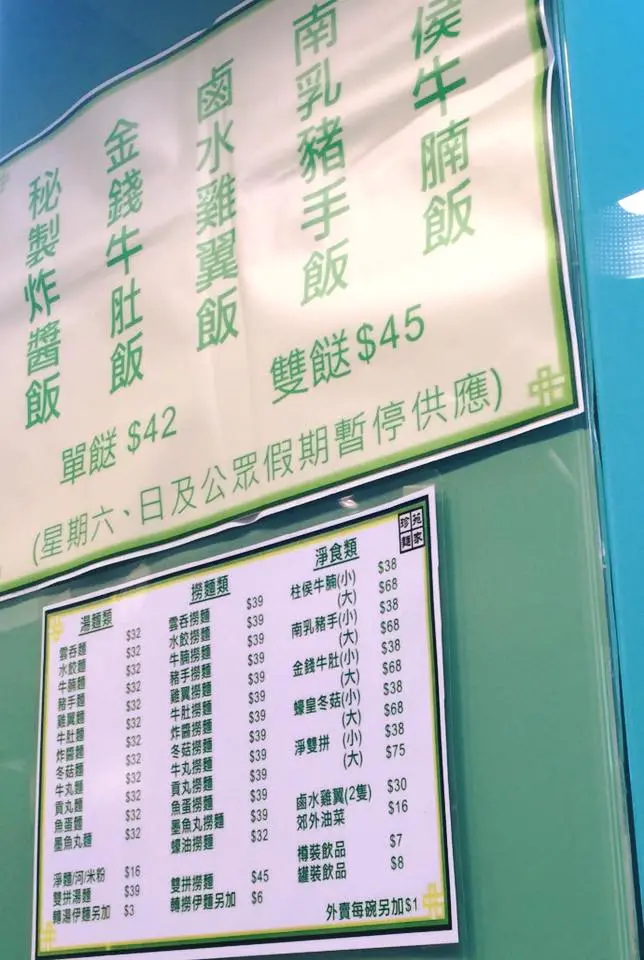 侯牛腩飯
南乳豬手飯
鹵水雞翼飯
金錢牛肚飯
秘製炸醬飯
單餸 $42
雙餸 $45
(星期六、日及公眾假期暫停供應)
珍苑
麵家
湯麵類
雲吞麵 $32
水餃麵 $32
牛腩麵 $32
豬手麵 $32
雞翼麵 $32
牛肚麵 $32
炸醬麵 $32
冬菇麵 $32
牛丸麵 $32
貢丸麵 $32
魚蛋麵 $32
墨魚丸麵 $32
淨麵/河/米粉 $16
雙拼湯麵 $39
轉湯伊麵另加 $3
撈麵類
雲吞撈麵 $39
水餃撈麵 $39
牛腩撈麵 $39
豬手撈麵 $39
雞翼撈麵 $39
牛肚撈麵 $39
炸醬撈麵 $39
冬菇撈麵 $39
牛丸撈麵 $39
貢丸撈麵 $39
魚蛋撈麵 $39
墨魚丸撈麵 $39
蠔油撈麵 $32
雙拼撈麵 $45
轉撈伊麵另加 $6
淨食類
柱侯牛腩(小) $38
(大) $68
南乳豬手(小) $38
(大) $68
金錢牛肚(小) $38
(大) $68
蠔皇冬菇(小) $38
(大) $68
淨雙拼 (小) $38
(大) $75
鹵水雞翼(2隻) $30
郊外油菜 $16
樽裝飲品 $7
罐裝飲品 $8
外賣每碗另加$1